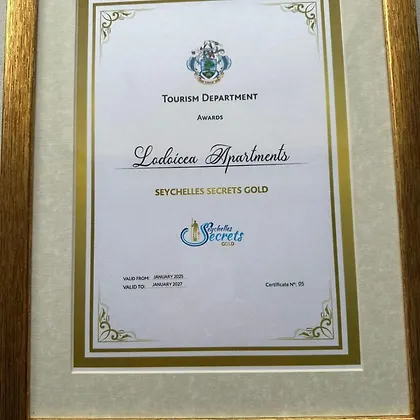 TOURISM DEPARTMENT
AWARDS
Lodoicea Apartments
SEYCHELLES SECRETS GOLD
Seychelles
Secrets
GOLD
VALID FROM: JANUARY 2025
VALID TO: JANUARY 2027
Certificate Nº: 05